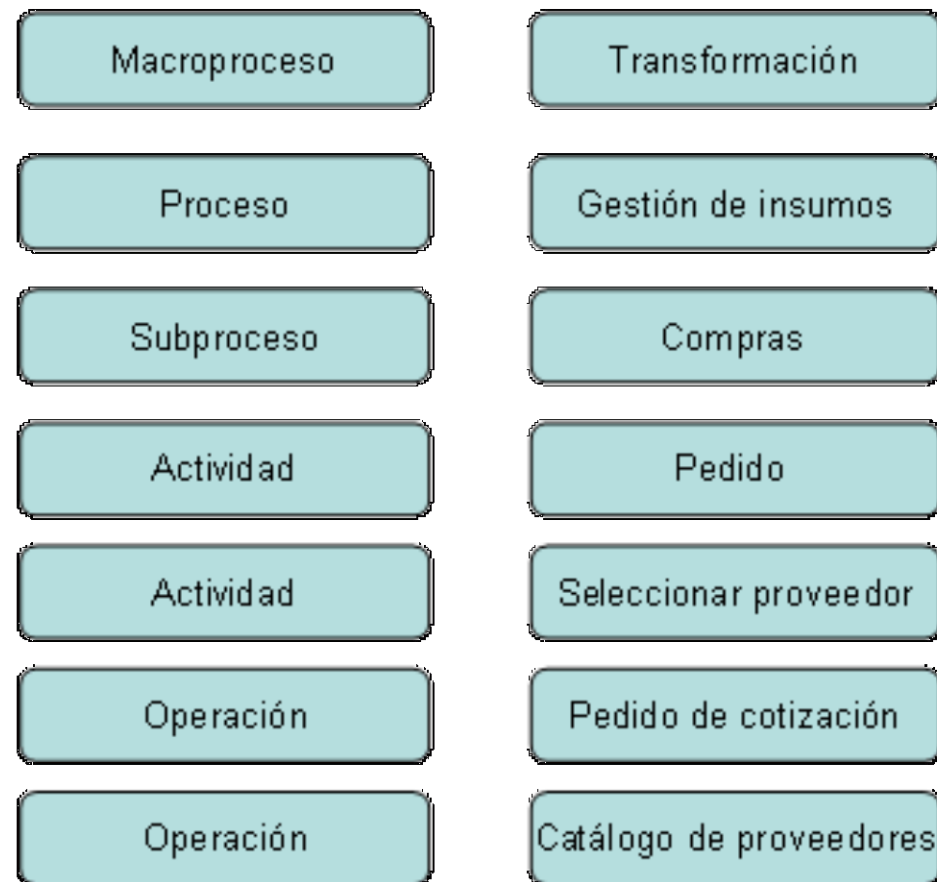 Macroproceso
Transformación
Proceso
Gestión de insumos
Subproceso
Compras
Actividad
Pedido
Actividad
Seleccionar proveedor
Operación
Pedido de cotización
Operación
Catálogo de proveedores